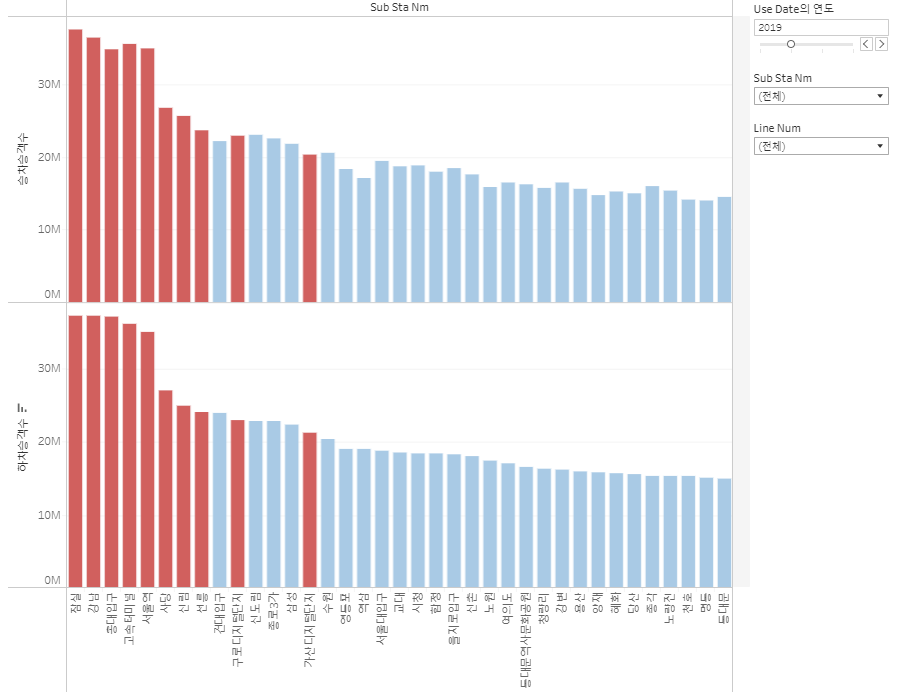 Sub Sta Nm
30M
20M
10M
0M
승차승객수
30M
20M
10M
0M
하차승객수
잠실
강남
홍대입구
고속터미널
서울역
사당
신림
선릉
건대입구
구로디지털단지
신도림
종로3가
삼성
가산디지털단지
수원
영등포
역삼
서울대입구
교대
시청
합정
을지로입구
신촌
노원
여의도
동대문역사문화공원
청량리
강변
용산
양재
혜화
당산
종각
노량진
천호
명동
동대문
Use Date의 연도
2019
Sub Sta Nm
(전체)
Line Num
(전체)